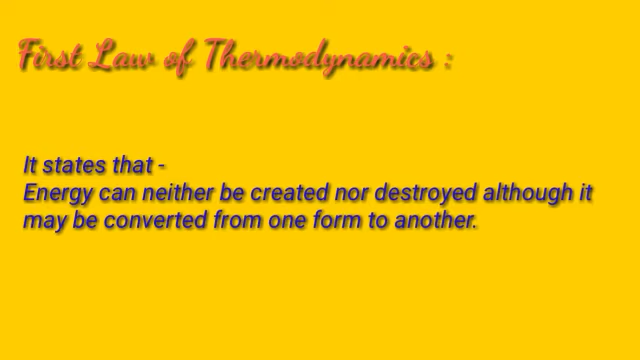 First Law of Thermodynamics :
It states that -
Energy can neither be created nor destroyed although it
may be converted from one form to another.